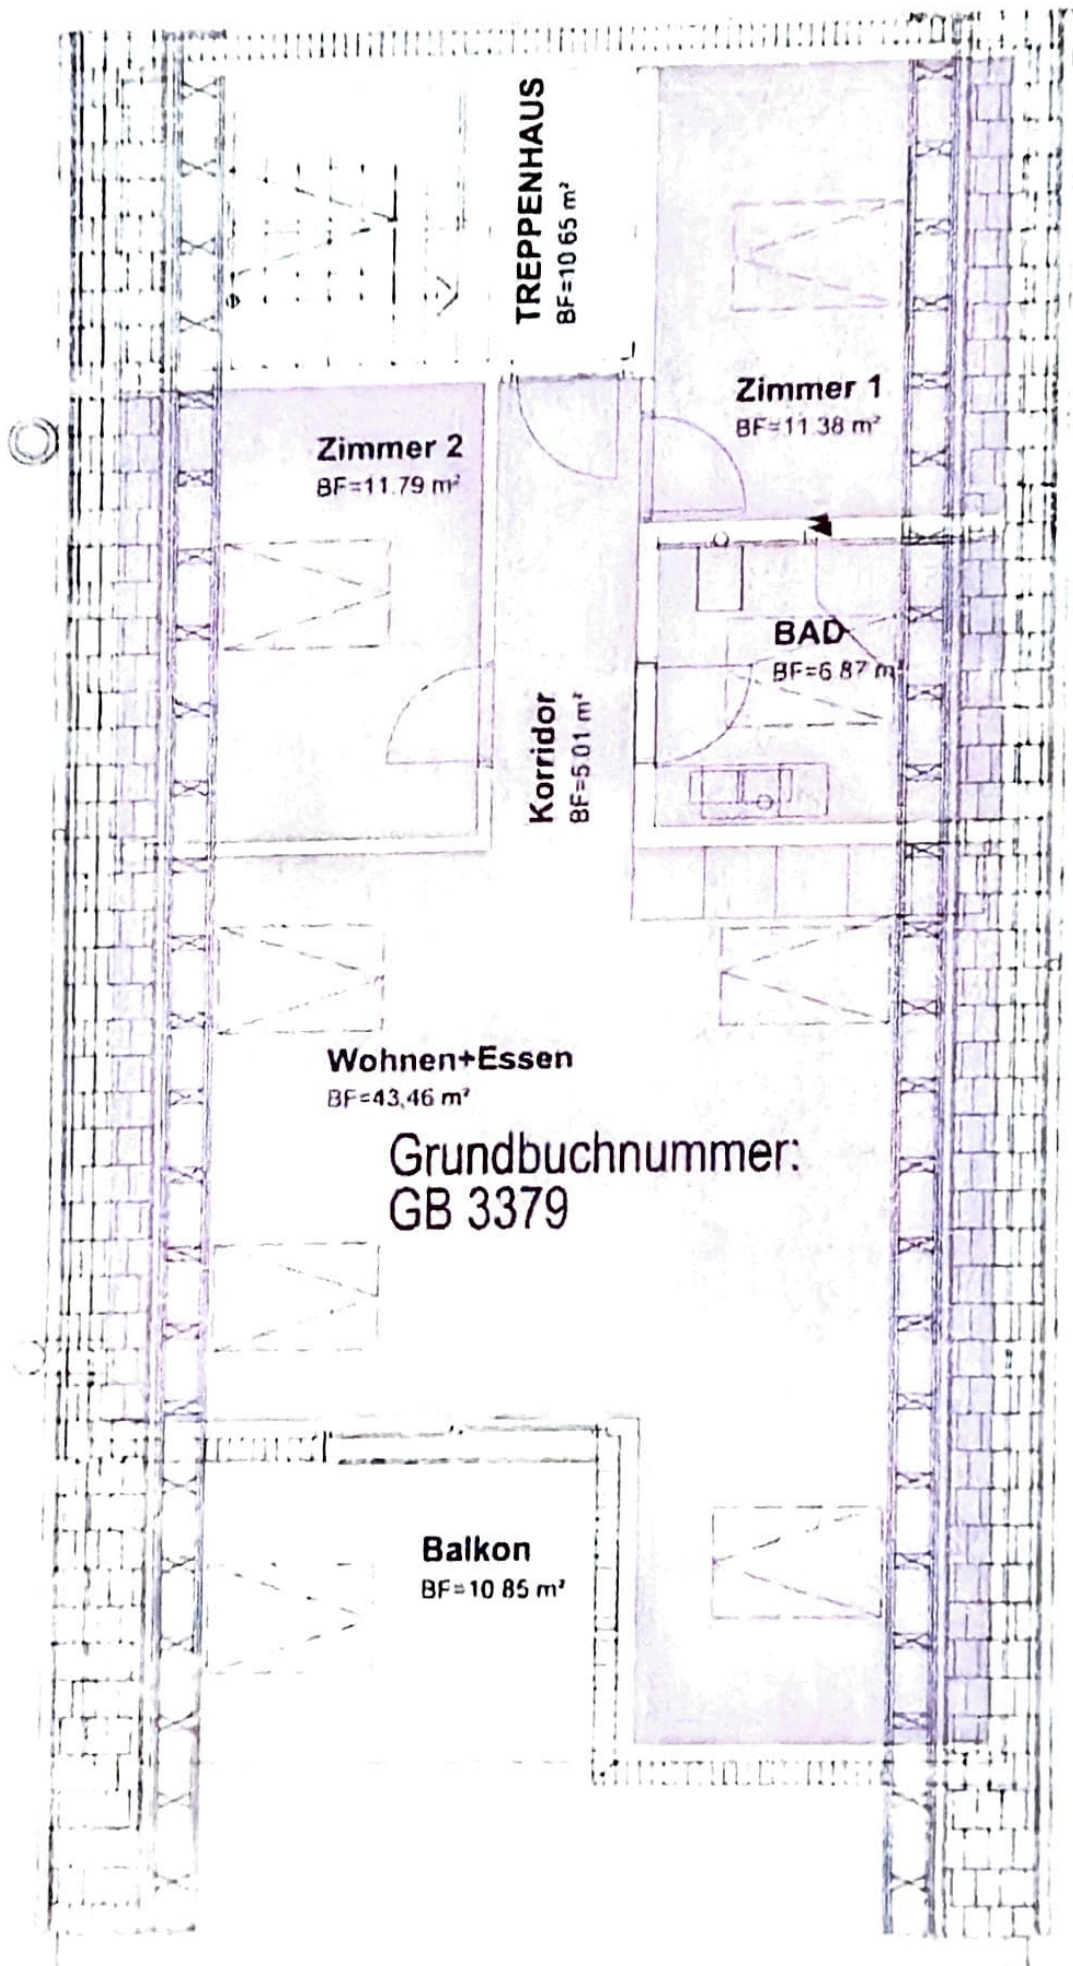 TREPPENHAUS
BF=10 65 m²
Zimmer 1
BF=11 38 m²
Zimmer 2
BF=11.79 m²
BAD
BF=6 87 m²
Korridor
BF=5 01 m²
Wohnen+Essen
BF=43,46 m²
Grundbuchnummer:
GB 3379
Balkon
BF=10 85 m²